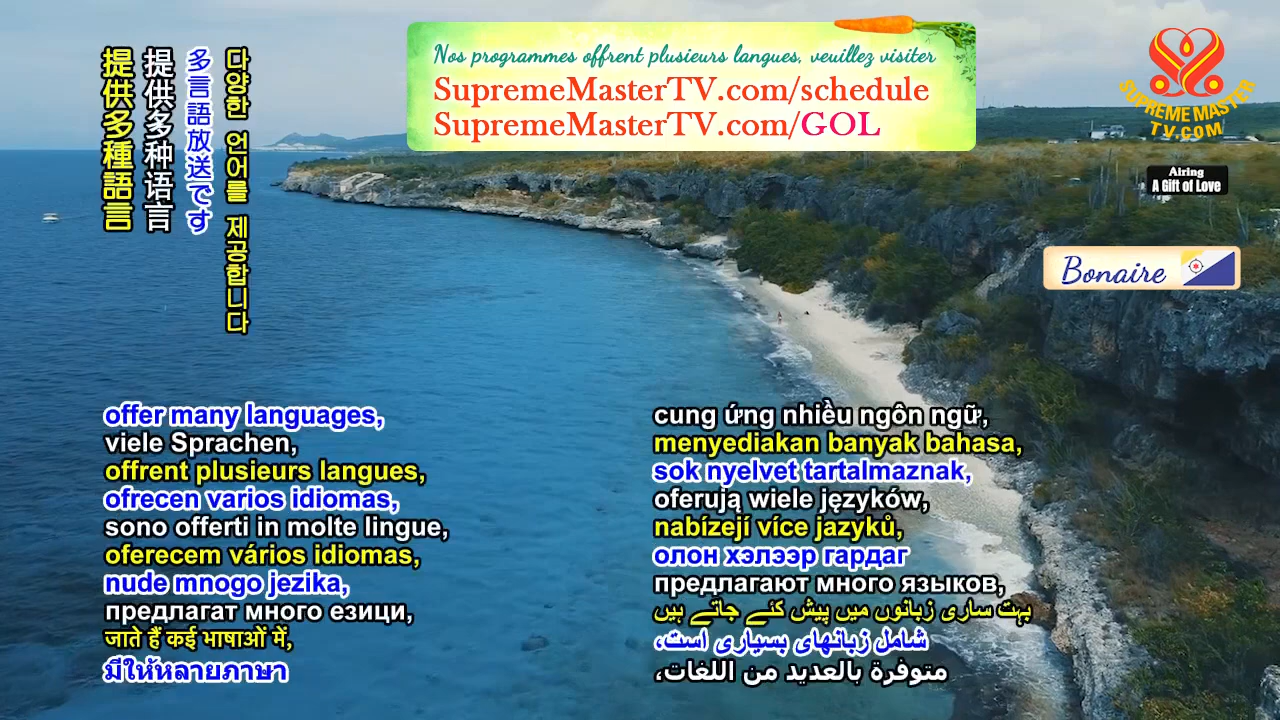 Nos programmes offrent plusieurs langues, veuillez visiter
SupremeMasterTV.com/schedule
SupremeMasterTV.com/GOL
SUPREME MASTER
TV.COM
Airing
A Gift of Love
Bonaire
다양한 언어를 제공합니다
多言語放送です
提供多种语言
提供多種語言
offer many languages,
viele Sprachen,
offrent plusieurs langues,
ofrecen varios idiomas,
sono offerti in molte lingue,
oferecem vários idiomas,
nude mnogo jezika,
предлагат много езици,
जाते हैं कई भाषाओं में,
มีให้หลายภาษา
cung ứng nhiều ngôn ngữ,
menyediakan banyak bahasa,
sok nyelvet tartalmaznak,
oferują wiele języków,
nabízejí více jazyků,
олон хэлээр гардаг
предлагают много языков,
بہت ساری زبانوں میں پیش کئے جاتے ہیں
شامل زبانهای بسیاری است،
متوفرة بالعديد من اللغات،